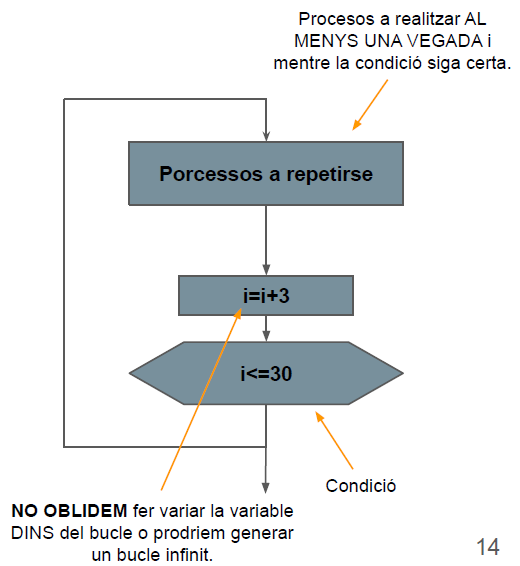 Procesos a realitzar AL
MENYS UNA VEGADA i
mentre la condició siga certa.
Porcessos a repetirse
i=i+3
i<=30
Condició
NO OBLIDEM fer variar la variable
DINS del bucle o prodriem generar
un bucle infinit.
14